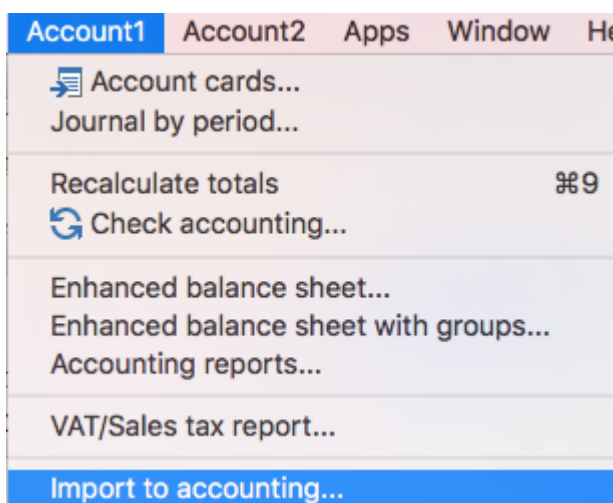 Account1 Account2 Apps Window
Account cards...
Journal by period...
Recalculate totals ⌘9
Check accounting...
Enhanced balance sheet...
Enhanced balance sheet with groups...
Accounting reports...
VAT/Sales tax report...
Import to accounting...